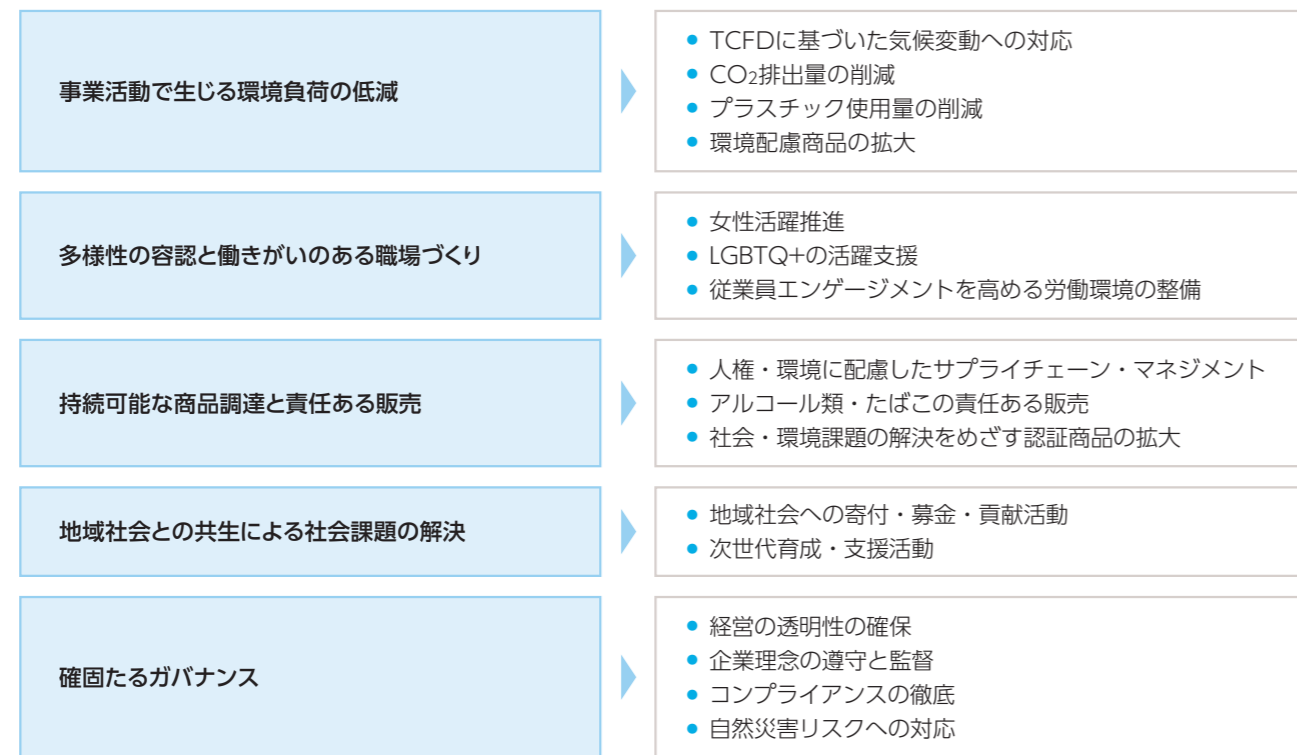 事業活動で生じる環境負荷の低減
● TCFDに基づいた気候変動への対応
● CO₂排出量の削減
● プラスチック使用量の削減
● 環境配慮商品の拡大
多様性の容認と働きがいのある職場づくり
● 女性活躍推進
● LGBTQ+の活躍支援
● 従業員エンゲージメントを高める労働環境の整備
持続可能な商品調達と責任ある販売
● 人権・環境に配慮したサプライチェーン・マネジメント
● アルコール類・たばこの責任ある販売
● 社会・環境課題の解決をめざす認証商品の拡大
地域社会との共生による社会課題の解決
● 地域社会への寄付・募金・貢献活動
● 次世代育成・支援活動
確固たるガバナンス
● 経営の透明性の確保
● 企業理念の遵守と監督
● コンプライアンスの徹底
● 自然災害リスクへの対応